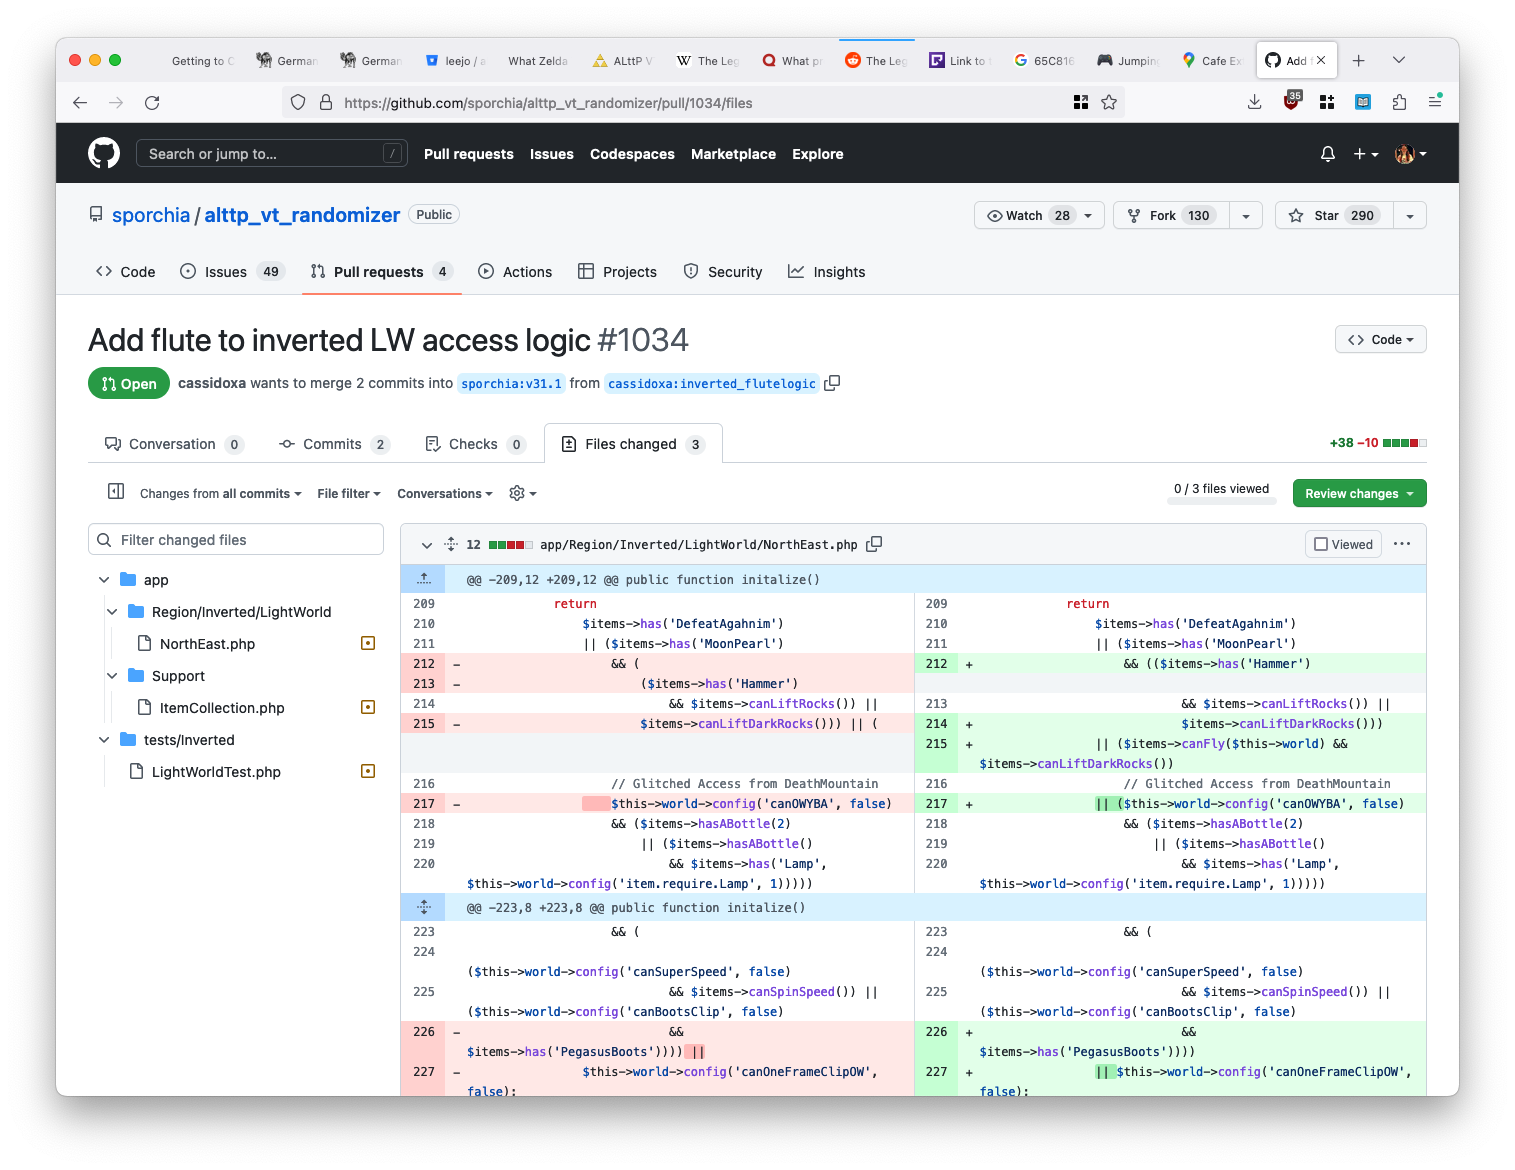 Getting to C
German
German
leejo / a
What Zelda
ALttP V
The Leg
What pr
The Leg
Link to t
65C816
Jumping
Cafe Ex
Add f
https://github.com/sporchia/alttp_vt_randomizer/pull/1034/files
35
Search or jump to...
/
Pull requests
Issues
Codespaces
Marketplace
Explore
sporchia / alttp_vt_randomizer
Public
Watch 28
Fork 130
Star 290
Code
Issues 49
Pull requests 4
Actions
Projects
Security
Insights
Add flute to inverted LW access logic #1034
Code
Open
cassidoxa wants to merge 2 commits into sporchia:v31.1 from cassidoxa:inverted_flutelogic
Conversation 0
Commits 2
Checks 0
Files changed 3
+38 −10
Changes from all commits
File filter
Conversations
0 / 3 files viewed
Review changes
Filter changed files
app
Region/Inverted/LightWorld
NorthEast.php
Support
ItemCollection.php
tests/Inverted
LightWorldTest.php
12 app/Region/Inverted/LightWorld/NorthEast.php
Viewed
@@ -209,12 +209,12 @@ public function initalize()
209 return
210 $items->has('DefeatAgahnim')
211 || ($items->has('MoonPearl')
212 - && (
213 - ($items->has('Hammer')
214 && $items->canLiftRocks()) ||
215 - $items->canLiftDarkRocks())) || (
216 // Glitched Access from DeathMountain
217 - $this->world->config('canOWYBA', false)
218 && ($items->hasABottle(2)
219 || ($items->hasABottle()
220 && $items->has('Lamp',
$this->world->config('item.require.Lamp', 1)))))
209 return
210 $items->has('DefeatAgahnim')
211 || ($items->has('MoonPearl')
212 + && (($items->has('Hammer')
213 && $items->canLiftRocks()) ||
214 + $items->canLiftDarkRocks()))
215 + || ($items->canFly($this->world) &&
$items->canLiftDarkRocks())
216 // Glitched Access from DeathMountain
217 + || ($this->world->config('canOWYBA', false)
218 && ($items->hasABottle(2)
219 || ($items->hasABottle()
220 && $items->has('Lamp',
$this->world->config('item.require.Lamp', 1)))))
@@ -223,8 +223,8 @@ public function initalize()
223 && (
224
($this->world->config('canSuperSpeed', false)
225 && $items->canSpinSpeed()) ||
($this->world->config('canBootsClip', false)
226 - &&
$items->has('PegasusBoots')))) ||
227 - $this->world->config('canOneFrameClipOW',
false);
223 && (
224
($this->world->config('canSuperSpeed', false)
225 && $items->canSpinSpeed()) ||
($this->world->config('canBootsClip', false)
226 + &&
$items->has('PegasusBoots'))))
227 + || $this->world->config('canOneFrameClipOW',
false);